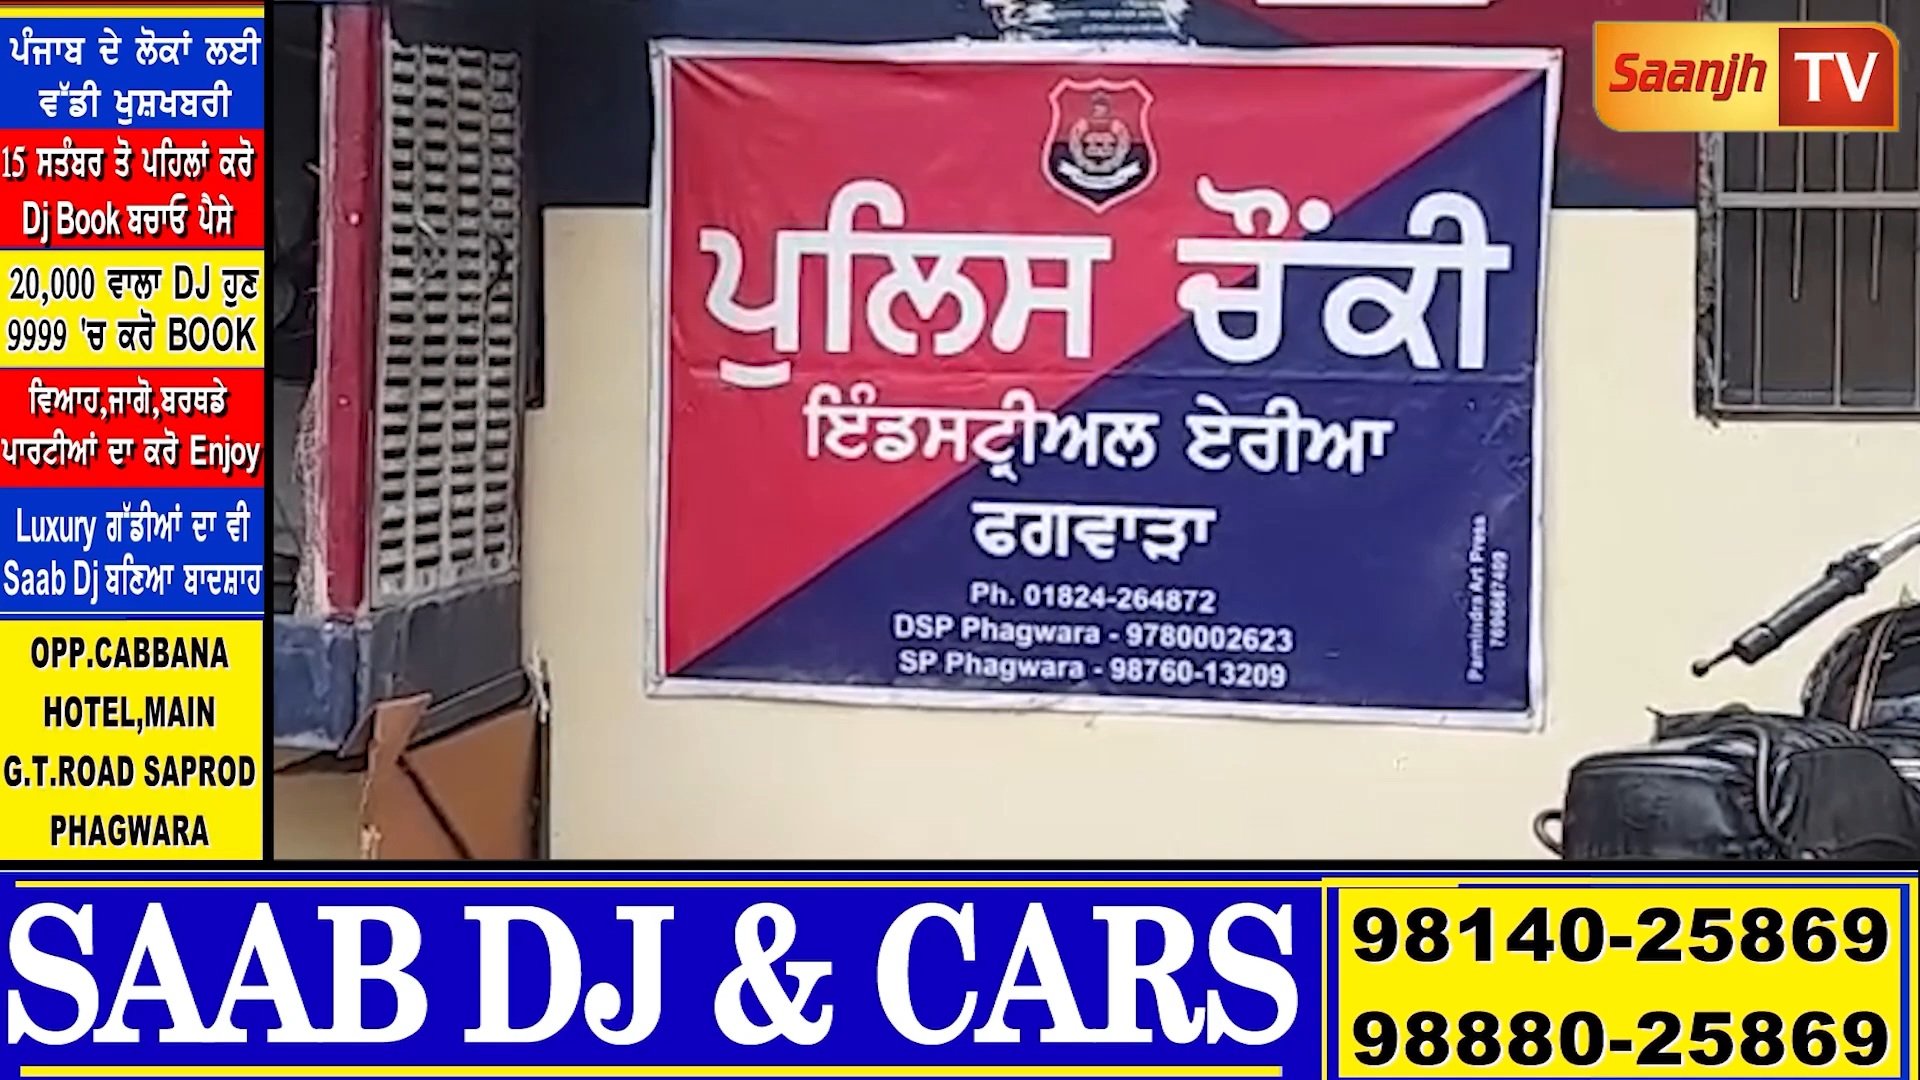 ਪੰਜਾਬ ਦੇ ਲੋਕਾਂ ਲਈ
ਵੱਡੀ ਖੁਸ਼ਖਬਰੀ
15 ਸਤੰਬਰ ਤੋ ਪਹਿਲਾਂ ਕਰੋ
Dj Book ਬਚਾਓ ਪੈਸੇ
20,000 ਵਾਲਾ DJ ਹੁਣ
9999 'ਚ ਕਰੋ BOOK
ਵਿਆਹ,ਜਾਗੋ,ਬਰਥਡੇ
ਪਾਰਟੀਆਂ ਦਾ ਕਰੋ Enjoy
Luxury ਗੱਡੀਆਂ ਦਾ ਵੀ
Saab Dj ਬਣਿਆ ਬਾਦਸ਼ਾਹ
OPP.CABBANA
HOTEL,MAIN
G.T.ROAD SAPROD
PHAGWARA
Saanjh TV
ਪੁਲਿਸ ਚੌਂਕੀ
ਇੰਡਸਟ੍ਰੀਅਲ ਏਰੀਆ
ਫਗਵਾੜਾ
Ph. 01824-264872
DSP Phagwara - 9780002623
SP Phagwara - 98760-13209
Parmindra Art Press
7696667499
SAAB DJ & CARS
98140-25869
98880-25869